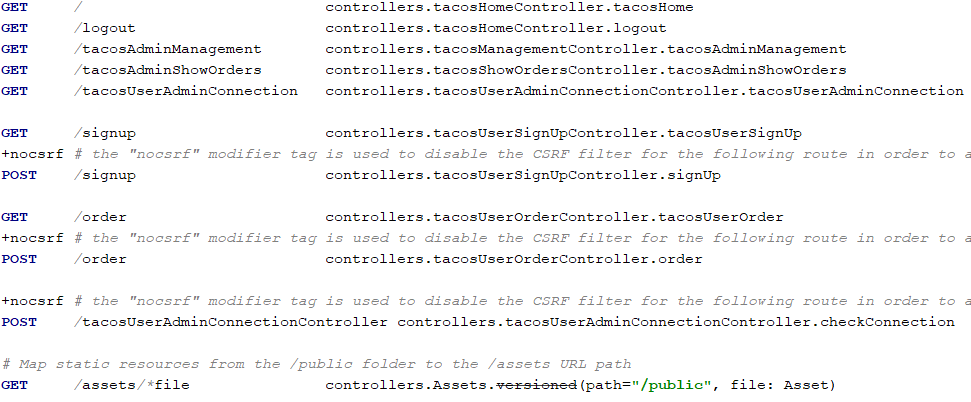 GET / controllers.tacosHomeController.tacosHome
GET /logout controllers.tacosHomeController.logout
GET /tacosAdminManagement controllers.tacosManagementController.tacosAdminManagement
GET /tacosAdminShowOrders controllers.tacosShowOrdersController.tacosAdminShowOrders
GET /tacosUserAdminConnection controllers.tacosUserAdminConnectionController.tacosUserAdminConnection
GET /signup controllers.tacosUserSignUpController.tacosUserSignUp
+nocsrf # the "nocsrf" modifier tag is used to disable the CSRF filter for the following route in order to a
POST /signup controllers.tacosUserSignUpController.signUp
GET /order controllers.tacosUserOrderController.tacosUserOrder
+nocsrf # the "nocsrf" modifier tag is used to disable the CSRF filter for the following route in order to a
POST /order controllers.tacosUserOrderController.order
+nocsrf # the "nocsrf" modifier tag is used to disable the CSRF filter for the following route in order to a
POST /tacosUserAdminConnectionController controllers.tacosUserAdminConnectionController.checkConnection
# Map static resources from the /public folder to the /assets URL path
GET /assets/*file controllers.Assets.versioned(path="/public", file: Asset)